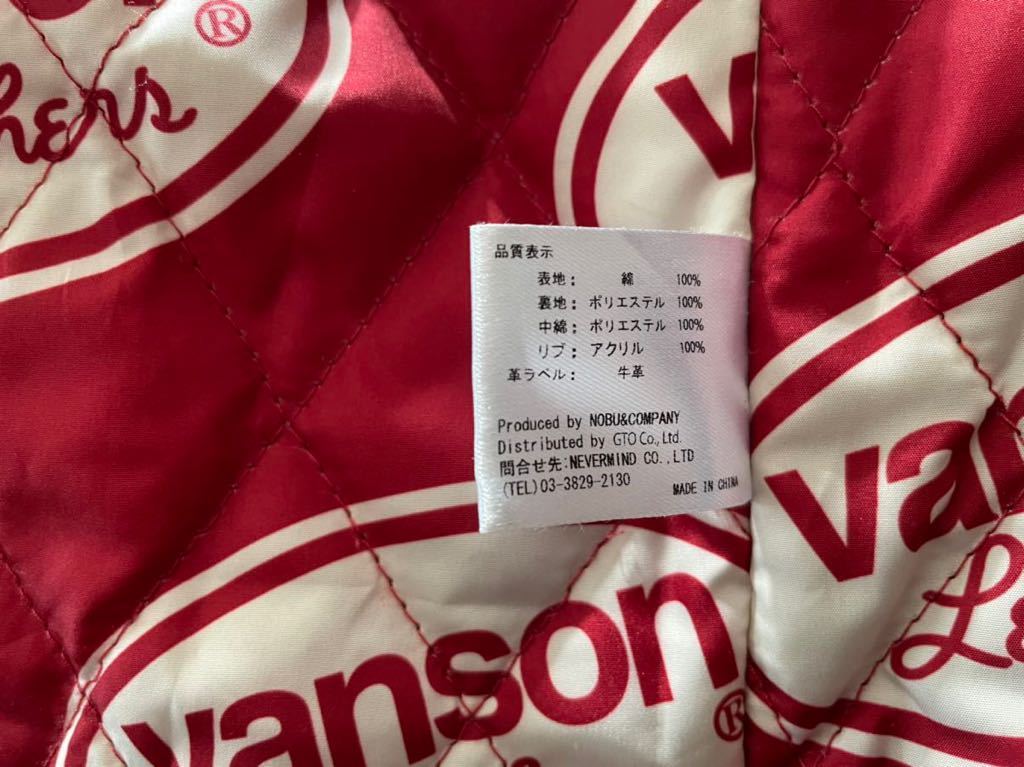 ®
hers
v
品質表示
表地: 綿 100%
裏地: ポリエステル 100%
中綿: ポリエステル 100%
リブ: アクリル 100%
革ラベル: 牛革
Produced by NOBU&COMPANY
Distributed by GTO Co.,Ltd.
問合せ先:NEVERMIND CO.,LTD
(TEL)03-3829-2130
MADE IN CHINA
van
Le
vanson
®